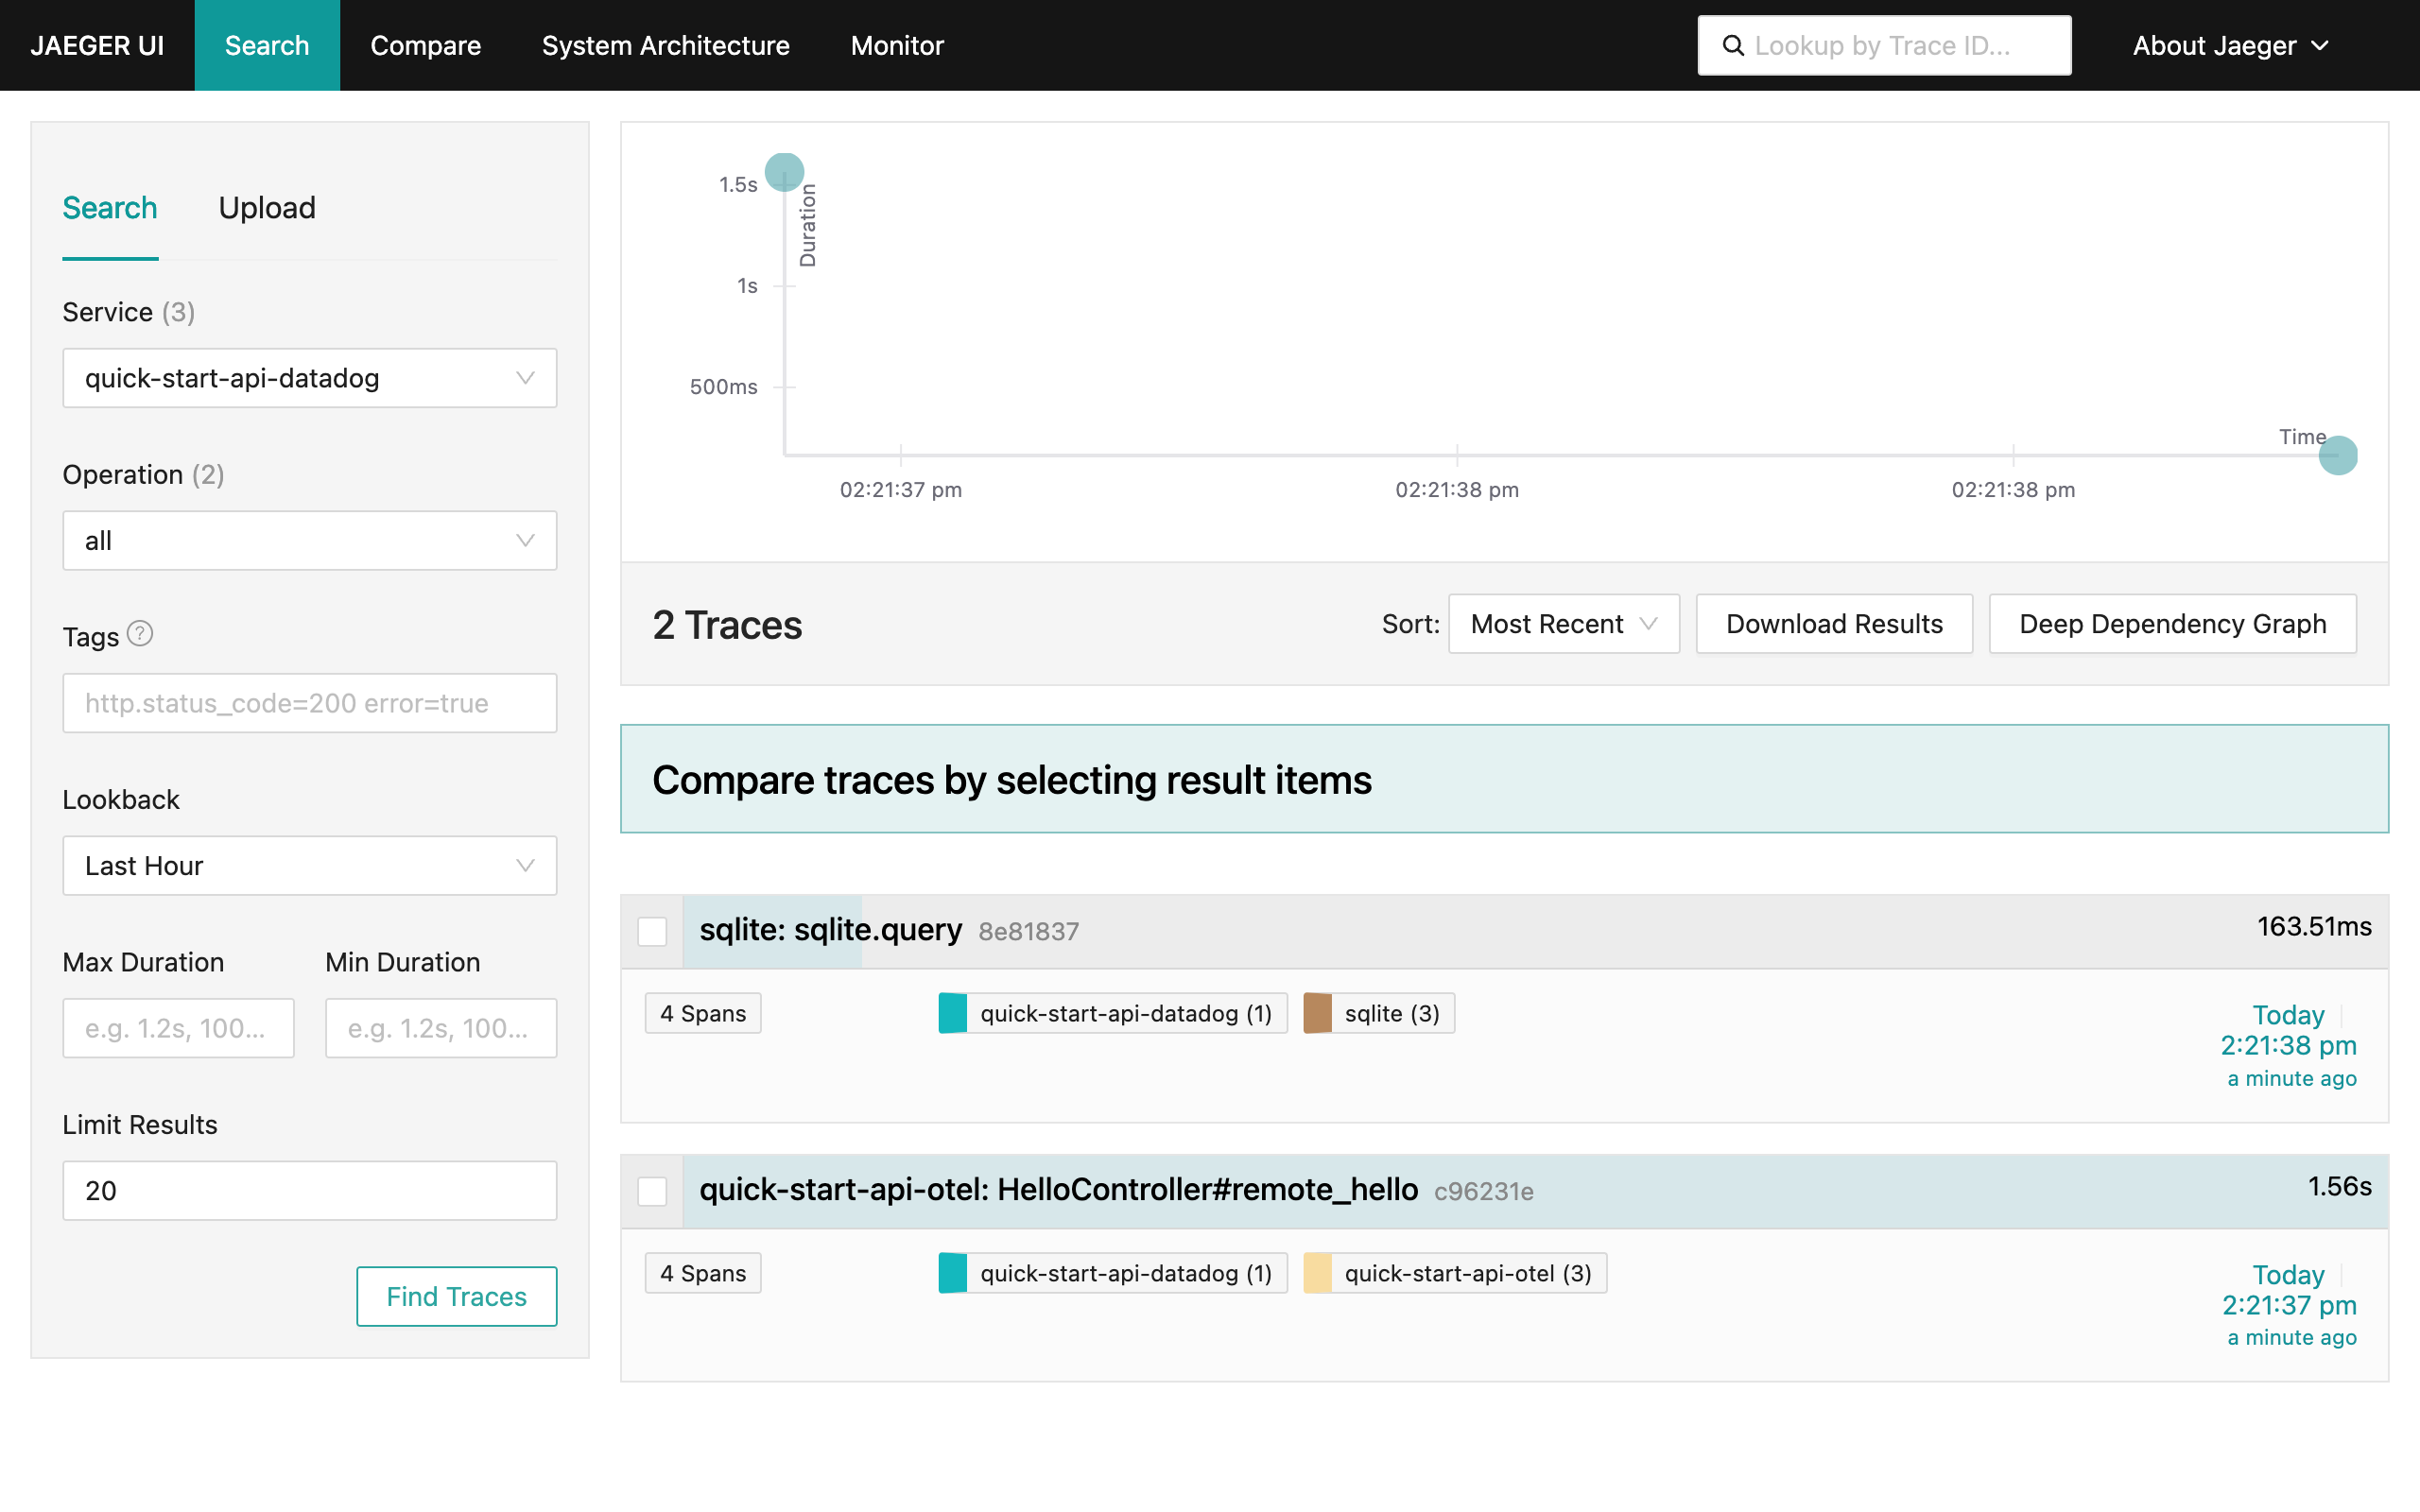 JAEGER UI Search Compare System Architecture Monitor Lookup by Trace ID... About Jaeger
Search Upload
Service (3)
quick-start-api-datadog
Operation (2)
all
Tags ?
http.status_code=200 error=true
Lookback
Last Hour
Max Duration Min Duration
e.g. 1.2s, 100... e.g. 1.2s, 100...
Limit Results
20
Find Traces
1.5s
Duration
1s
500ms
Time
02:21:37 pm 02:21:38 pm 02:21:38 pm
2 Traces Sort: Most Recent Download Results Deep Dependency Graph
Compare traces by selecting result items
sqlite: sqlite.query 8e81837 163.51ms
4 Spans quick-start-api-datadog (1) sqlite (3) Today
2:21:38 pm
a minute ago
quick-start-api-otel: HelloController#remote_hello c96231e 1.56s
4 Spans quick-start-api-datadog (1) quick-start-api-otel (3) Today
2:21:37 pm
a minute ago